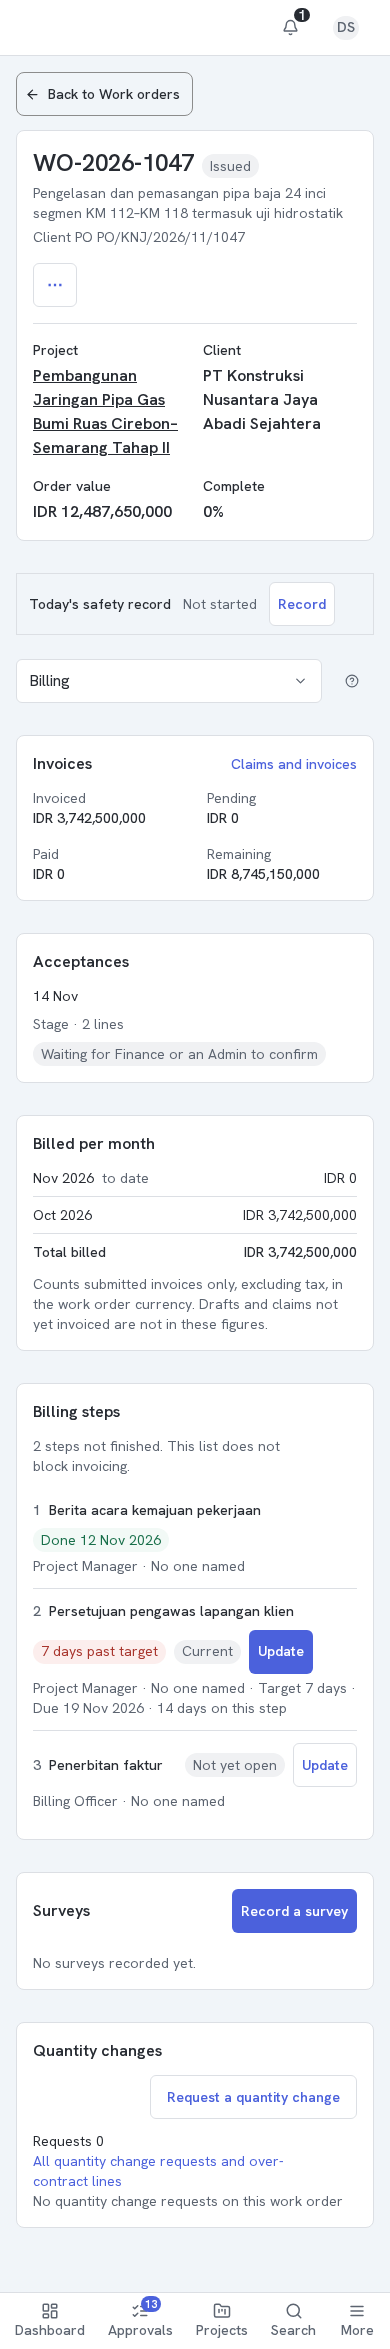 1
DS
Back to Work orders
WO-2026-1047 Issued
Pengelasan dan pemasangan pipa baja 24 inci
segmen KM 112–KM 118 termasuk uji hidrostatik
Client PO PO/KNJ/2026/11/1047
Project
Pembangunan
Jaringan Pipa Gas
Bumi Ruas Cirebon–
Semarang Tahap II
Client
PT Konstruksi
Nusantara Jaya
Abadi Sejahtera
Order value
IDR 12,487,650,000
Complete
0%
Today's safety record Not started Record
Billing
Invoices Claims and invoices
Invoiced
IDR 3,742,500,000
Pending
IDR 0
Paid
IDR 0
Remaining
IDR 8,745,150,000
Acceptances
14 Nov
Stage · 2 lines
Waiting for Finance or an Admin to confirm
Billed per month
Nov 2026 to date IDR 0
Oct 2026 IDR 3,742,500,000
Total billed IDR 3,742,500,000
Counts submitted invoices only, excluding tax, in
the work order currency. Drafts and claims not
yet invoiced are not in these figures.
Billing steps
2 steps not finished. This list does not
block invoicing.
1 Berita acara kemajuan pekerjaan
Done 12 Nov 2026
Project Manager · No one named
2 Persetujuan pengawas lapangan klien
7 days past target Current Update
Project Manager · No one named · Target 7 days ·
Due 19 Nov 2026 · 14 days on this step
3 Penerbitan faktur Not yet open Update
Billing Officer · No one named
Surveys Record a survey
No surveys recorded yet.
Quantity changes
Request a quantity change
Requests 0
All quantity change requests and over-
contract lines
No quantity change requests on this work order
13
Dashboard Approvals Projects Search More